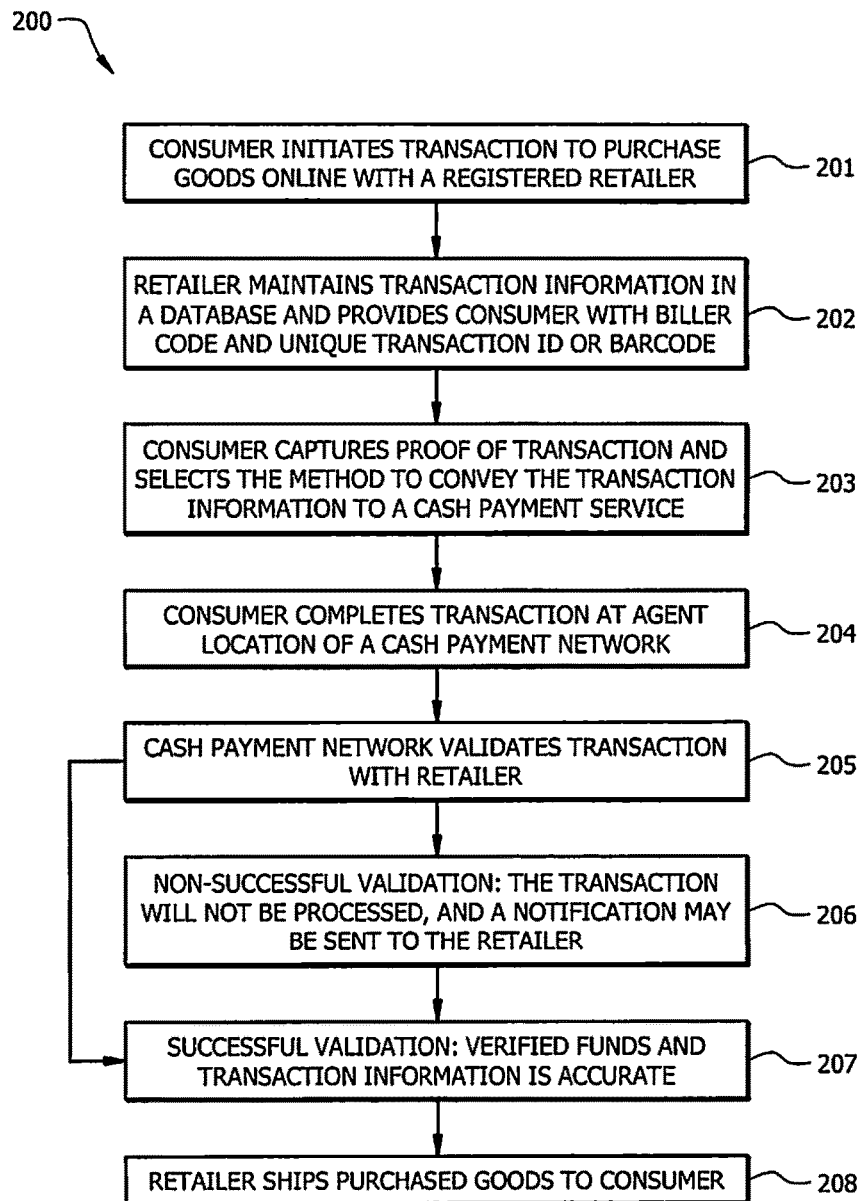 200
CONSUMER INITIATES TRANSACTION TO PURCHASE
GOODS ONLINE WITH A REGISTERED RETAILER
201
RETAILER MAINTAINS TRANSACTION INFORMATION IN
A DATABASE AND PROVIDES CONSUMER WITH BILLER
CODE AND UNIQUE TRANSACTION ID OR BARCODE
202
CONSUMER CAPTURES PROOF OF TRANSACTION AND
SELECTS THE METHOD TO CONVEY THE TRANSACTION
INFORMATION TO A CASH PAYMENT SERVICE
203
CONSUMER COMPLETES TRANSACTION AT AGENT
LOCATION OF A CASH PAYMENT NETWORK
204
CASH PAYMENT NETWORK VALIDATES TRANSACTION
WITH RETAILER
205
NON-SUCCESSFUL VALIDATION: THE TRANSACTION
WILL NOT BE PROCESSED, AND A NOTIFICATION MAY
BE SENT TO THE RETAILER
206
SUCCESSFUL VALIDATION: VERIFIED FUNDS AND
TRANSACTION INFORMATION IS ACCURATE
207
RETAILER SHIPS PURCHASED GOODS TO CONSUMER
208